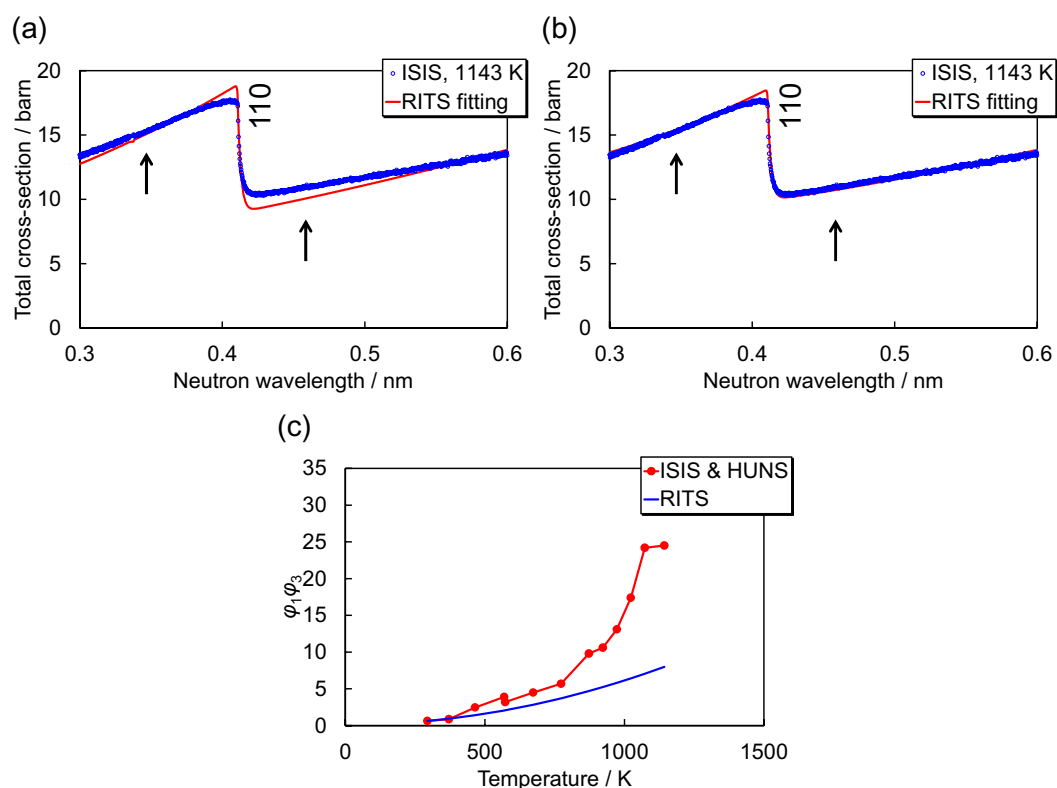 (a)
ISIS, 1143 K
RITS fitting
110
Total cross-section / barn
20
15
10
5
0
0.3
0.4
0.5
0.6
Neutron wavelength / nm
(b)
ISIS, 1143 K
RITS fitting
110
Total cross-section / barn
20
15
10
5
0
0.3
0.4
0.5
0.6
Neutron wavelength / nm
(c)
ISIS & HUNS
RITS
φ₁φ₃
35
30
25
20
15
10
5
0
0
500
1000
1500
Temperature / K